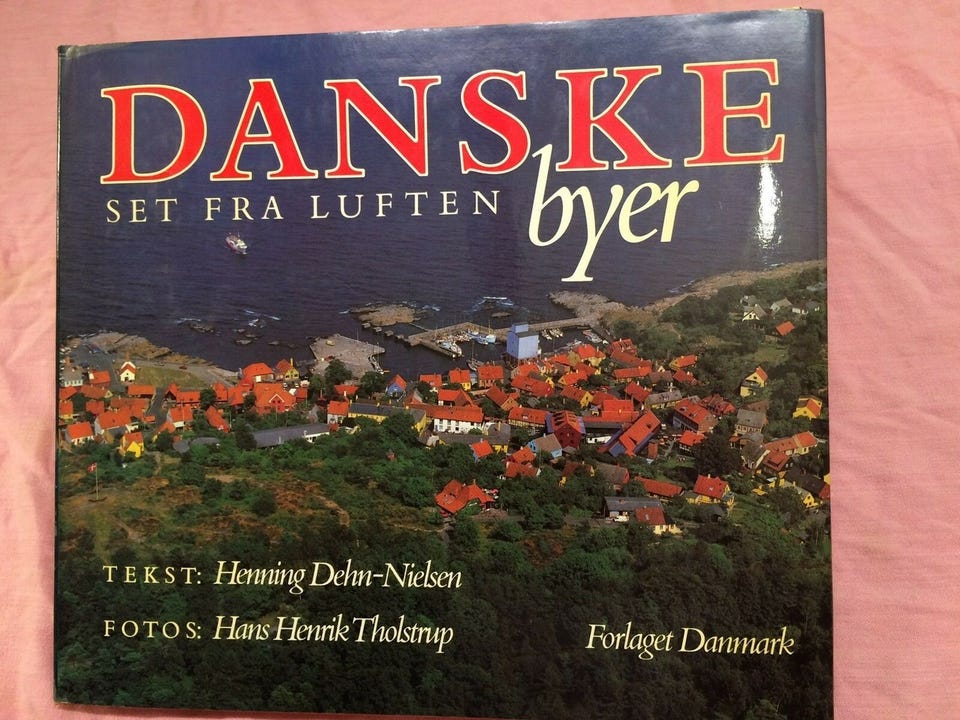 DANSKE
byer
SET FRA LUFTEN
TEKST: Henning Dehn-Nielsen
FOTOS: Hans Henrik Tholstrup
Forlaget Danmark